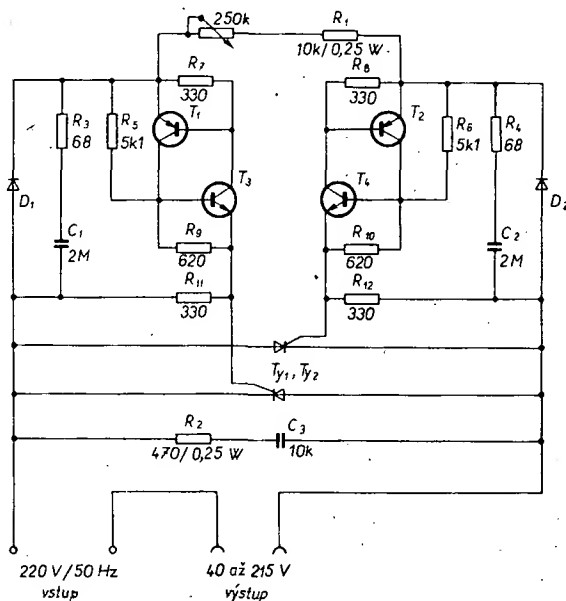 250k
R1
10k/0,25 W
R7
330
R8
330
T1
T2
R3
68
R5
5k1
R6
5k1
R4
68
T3
T4
D1
D2
C1
2M
C2
2M
R9
620
R10
620
R11
330
R12
330
Ty1, Ty2
R2
470/0,25 W
C3
10k
220 V/50 Hz
vstup
40 až 215 V
výstup